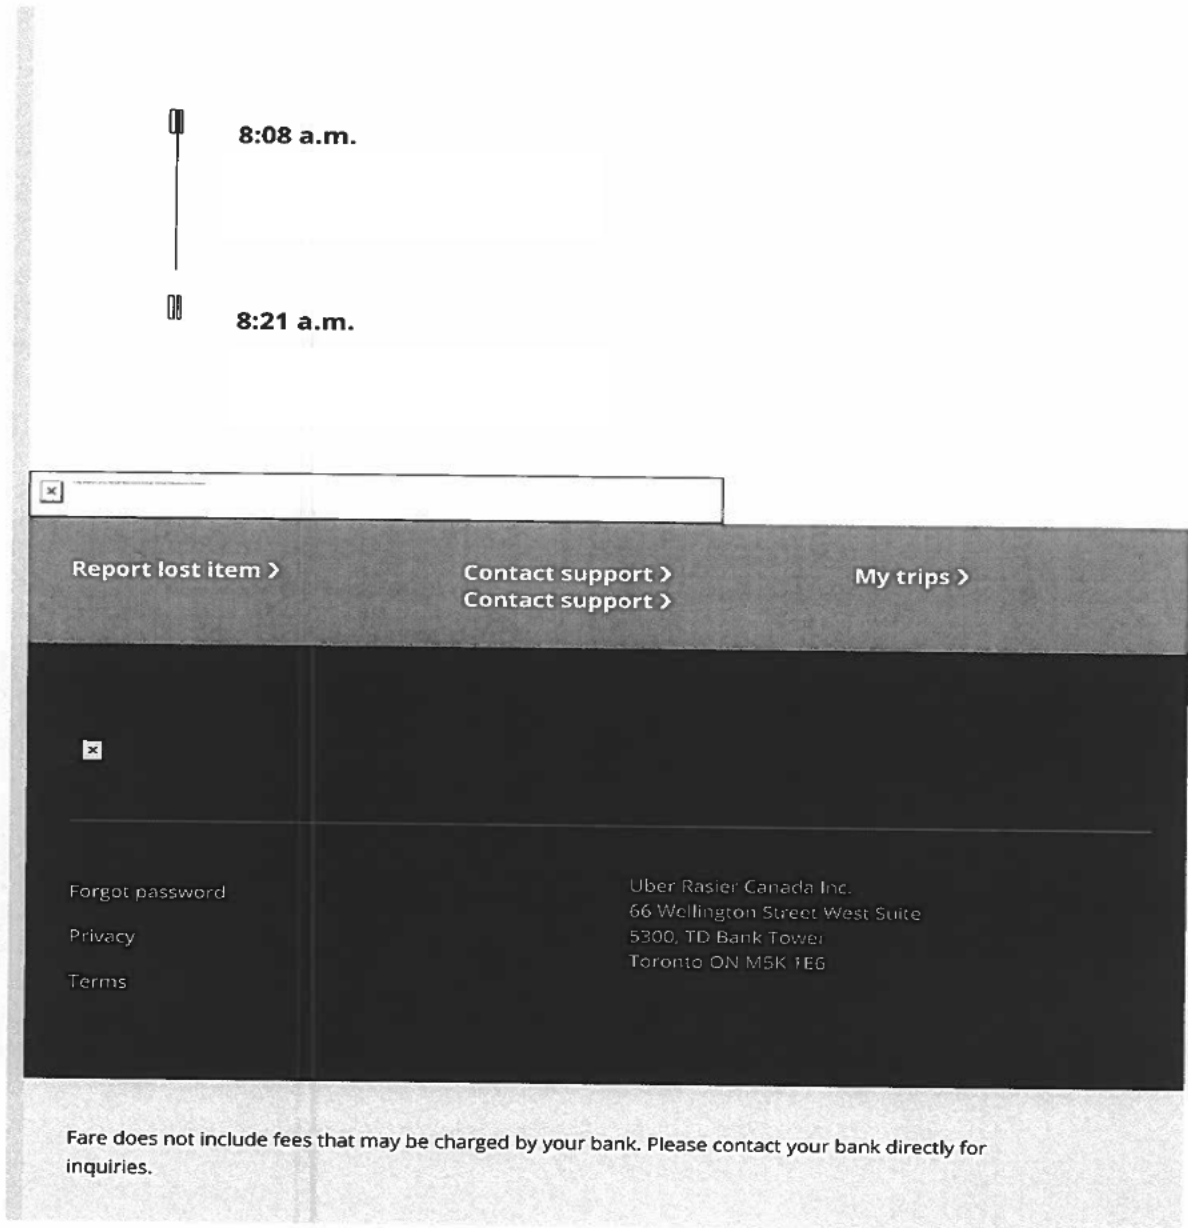 8:08 a.m.
8:21 a.m.
Report lost item >
Contact support >
Contact support >
My trips >
Forgot password
Privacy
Terms
Uber Rasier Canada Inc.
66 Wellington Street West Suite
5300, TD Bank Tower
Toronto ON M5K 1E6
Fare does not include fees that may be charged by your bank. Please contact your bank directly for
inquiries.